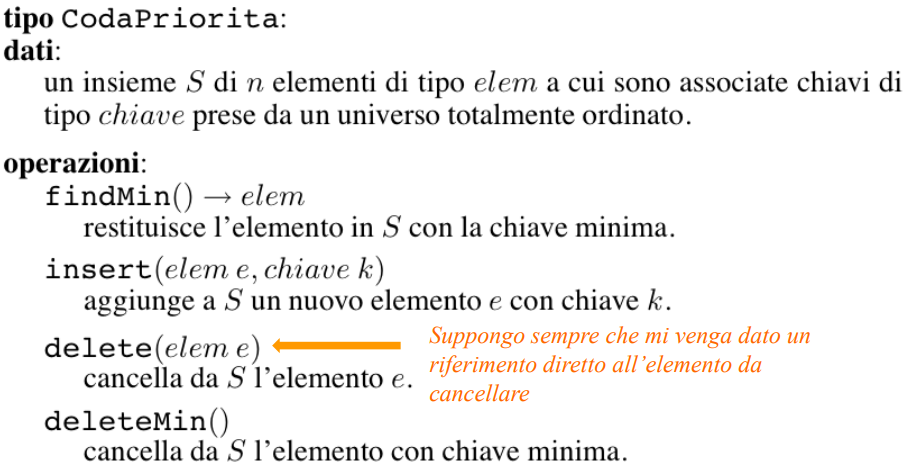 tipo CodaPriorita:
dati:
un insieme S di n elementi di tipo elem a cui sono associate chiavi di
tipo chiave prese da un universo totalmente ordinato.
operazioni:
findMin() → elem
restituisce l'elemento in S con la chiave minima.
insert(elem e, chiave k)
aggiunge a S un nuovo elemento e con chiave k.
delete(elem e)
cancella da S l'elemento e.
Suppongo sempre che mi venga dato un
riferimento diretto all'elemento da
cancellare
deleteMin()
cancella da S l'elemento con chiave minima.